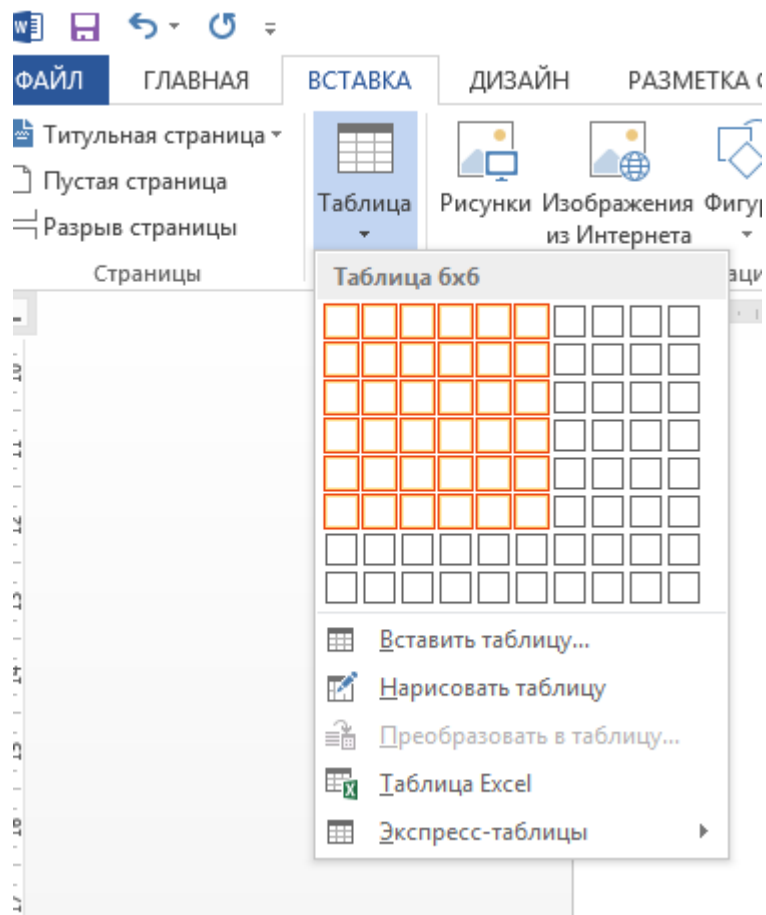 ФАЙЛ ГЛАВНАЯ ВСТАВКА ДИЗАЙН РАЗМЕТКА
Титульная страница
Пустая страница
Разрыв страницы
Страницы
Таблица
Рисунки
Изображения
из Интернета
Фигур
Таблица 6x6
Вставить таблицу...
Нарисовать таблицу
Преобразовать в таблицу...
Таблица Excel
Экспресс-таблицы